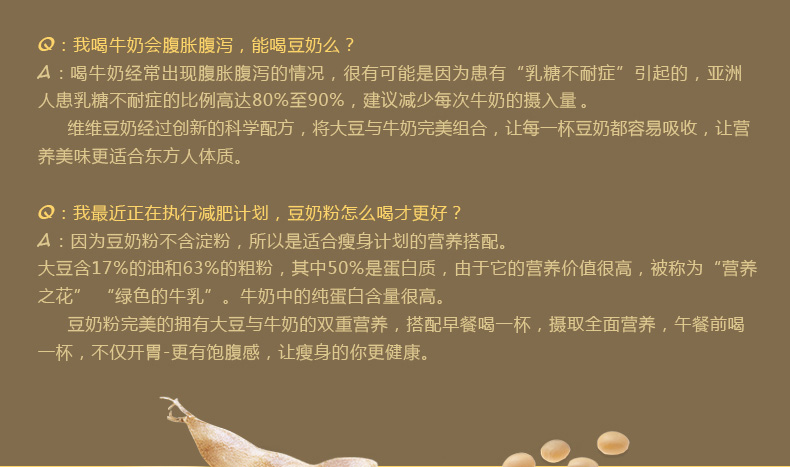 Q：我喝牛奶会腹胀腹泻，能喝豆奶么？
A：喝牛奶经常出现腹胀腹泻的情况，很有可能是因为患有“乳糖不耐症”引起的，亚洲
人患乳糖不耐症的比例高达80%至90%，建议减少每次牛奶的摄入量。
维维豆奶经过创新的科学配方，将大豆与牛奶完美组合，让每一杯豆奶都容易吸收，让营
养美味更适合东方人体质。
Q：我最近正在执行减肥计划，豆奶粉怎么喝才更好？
A：因为豆奶粉不含淀粉，所以是适合瘦身计划的营养搭配。
大豆含17%的油和63%的粗粉，其中50%是蛋白质，由于它的营养价值很高，被称为“营养
之花” “绿色的牛乳”。牛奶中的纯蛋白含量很高。
豆奶粉完美的拥有大豆与牛奶的双重营养，搭配早餐喝一杯，摄取全面营养，午餐前喝
一杯，不仅开胃-更有饱腹感，让瘦身的你更健康。